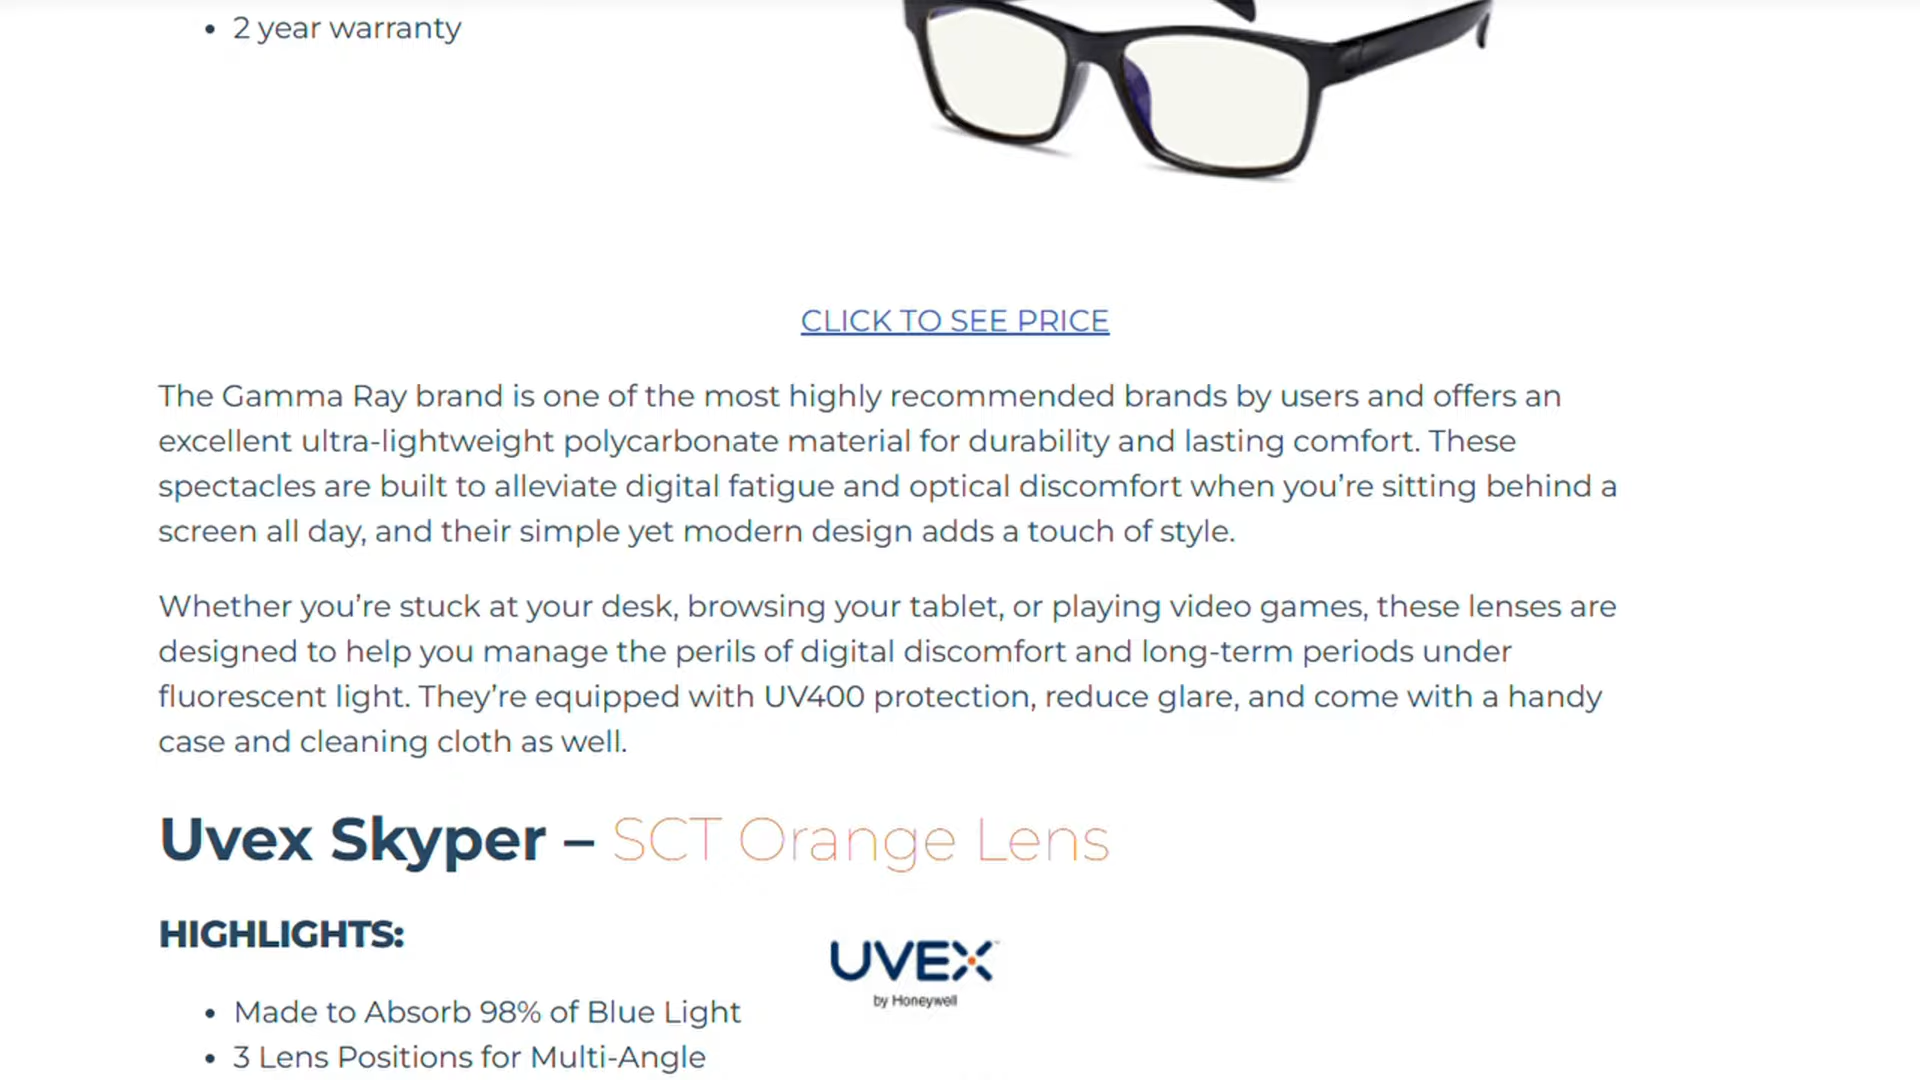 2 year warranty
CLICK TO SEE PRICE
The Gamma Ray brand is one of the most highly recommended brands by users and offers an
excellent ultra-lightweight polycarbonate material for durability and lasting comfort. These
spectacles are built to alleviate digital fatigue and optical discomfort when you’re sitting behind a
screen all day, and their simple yet modern design adds a touch of style.
Whether you’re stuck at your desk, browsing your tablet, or playing video games, these lenses are
designed to help you manage the perils of digital discomfort and long-term periods under
fluorescent light. They’re equipped with UV400 protection, reduce glare, and come with a handy
case and cleaning cloth as well.
Uvex Skyper – SCT Orange Lens
HIGHLIGHTS:
UVEX
by Honeywell
Made to Absorb 98% of Blue Light
3 Lens Positions for Multi-Angle